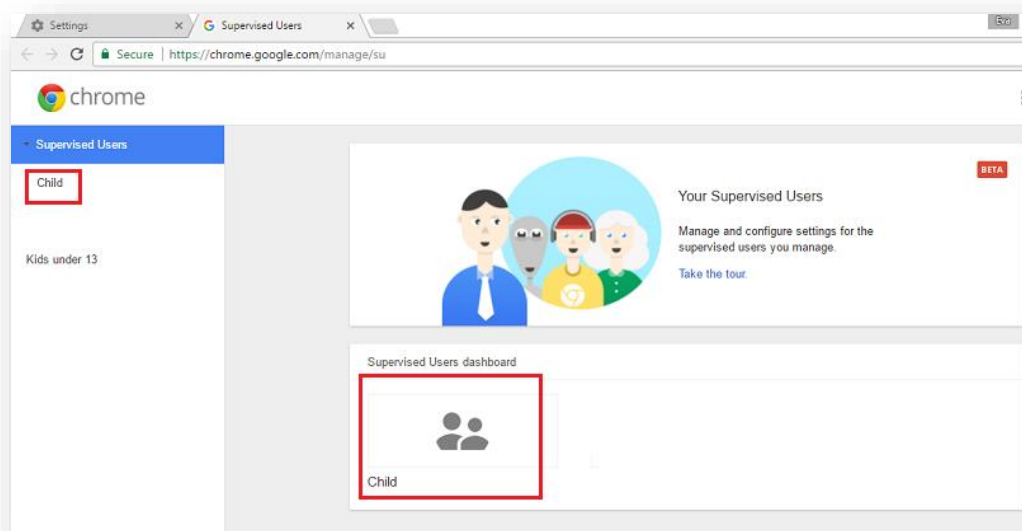 Settings
Supervised Users
Eva
Secure | https://chrome.google.com/manage/su
chrome
Supervised Users
Child
Kids under 13
BETA
Your Supervised Users
Manage and configure settings for the
supervised users you manage.
Take the tour.
Supervised Users dashboard
Child